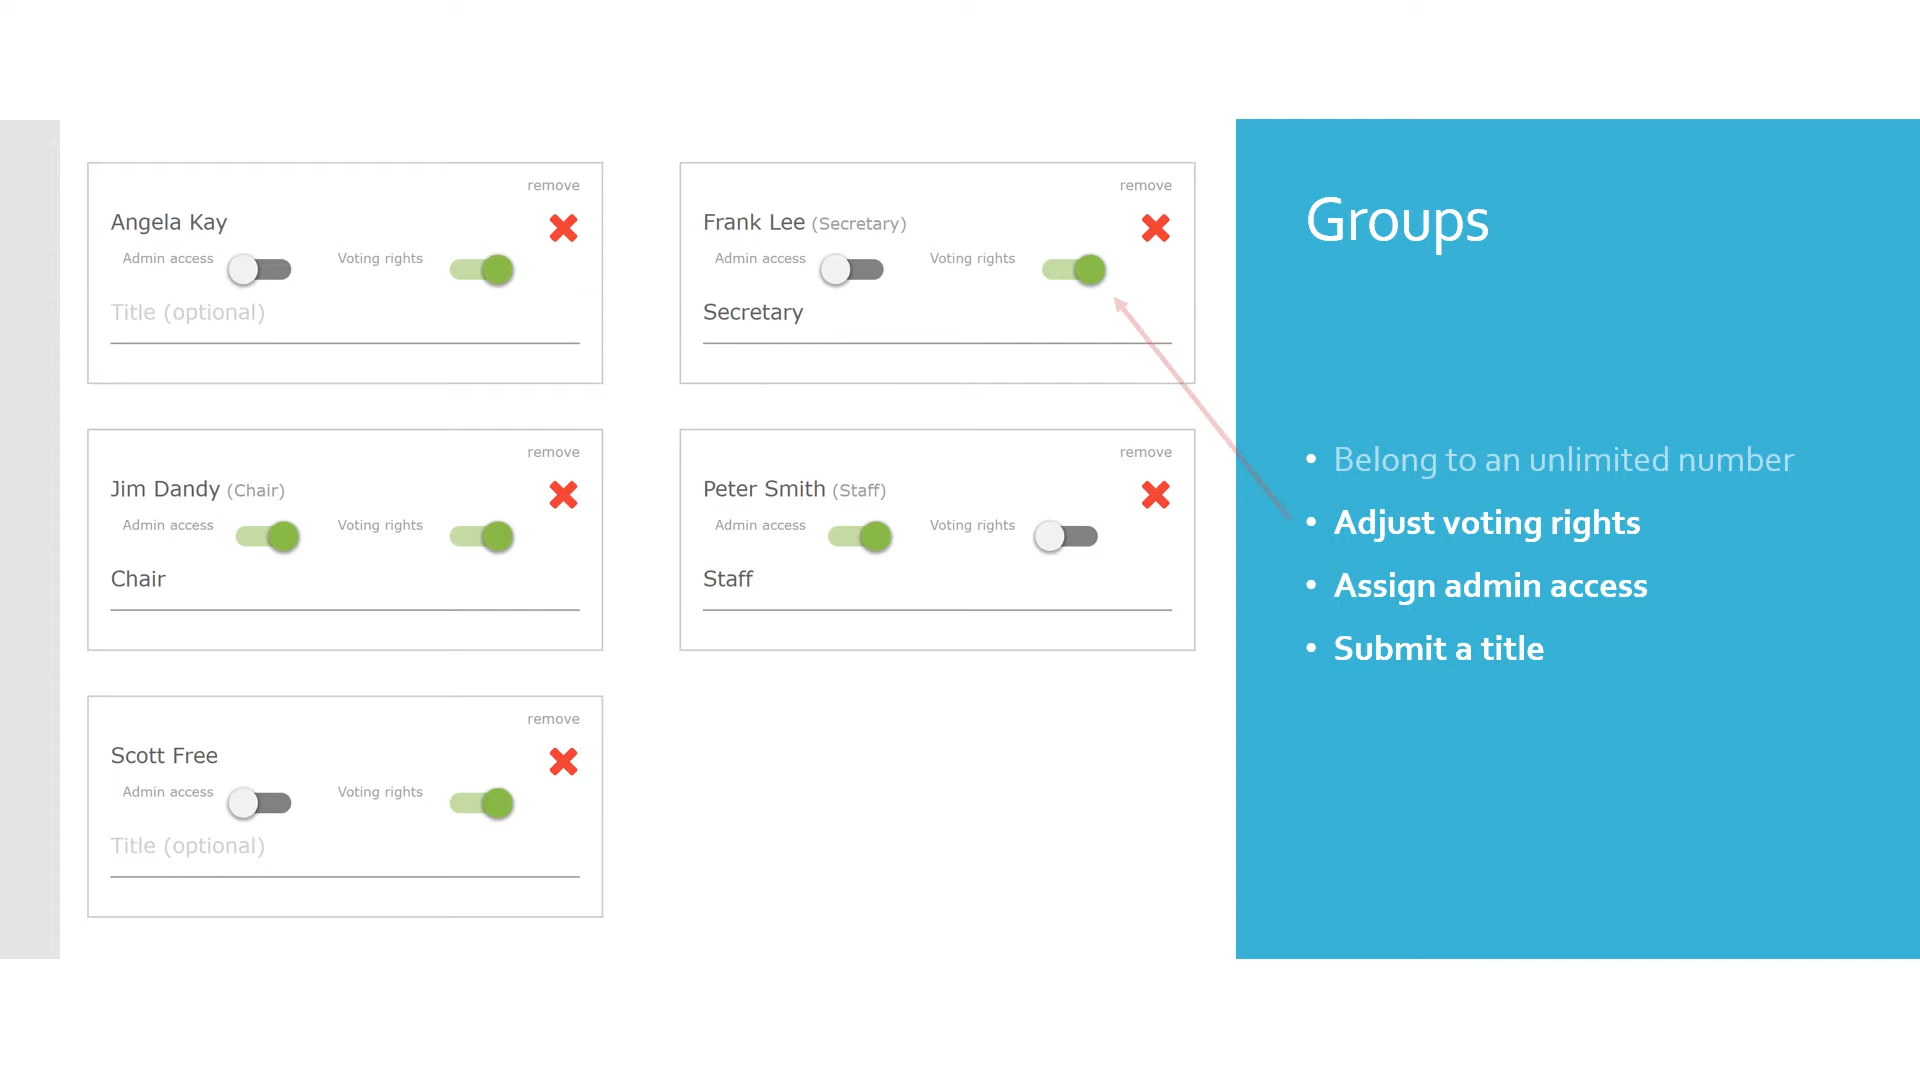 remove
Angela Kay
Admin access Voting rights
Title (optional)
remove
Frank Lee (Secretary)
Admin access Voting rights
Secretary
remove
Jim Dandy (Chair)
Admin access Voting rights
Chair
remove
Peter Smith (Staff)
Admin access Voting rights
Staff
remove
Scott Free
Admin access Voting rights
Title (optional)
Groups
• Belong to an unlimited number
• Adjust voting rights
• Assign admin access
• Submit a title